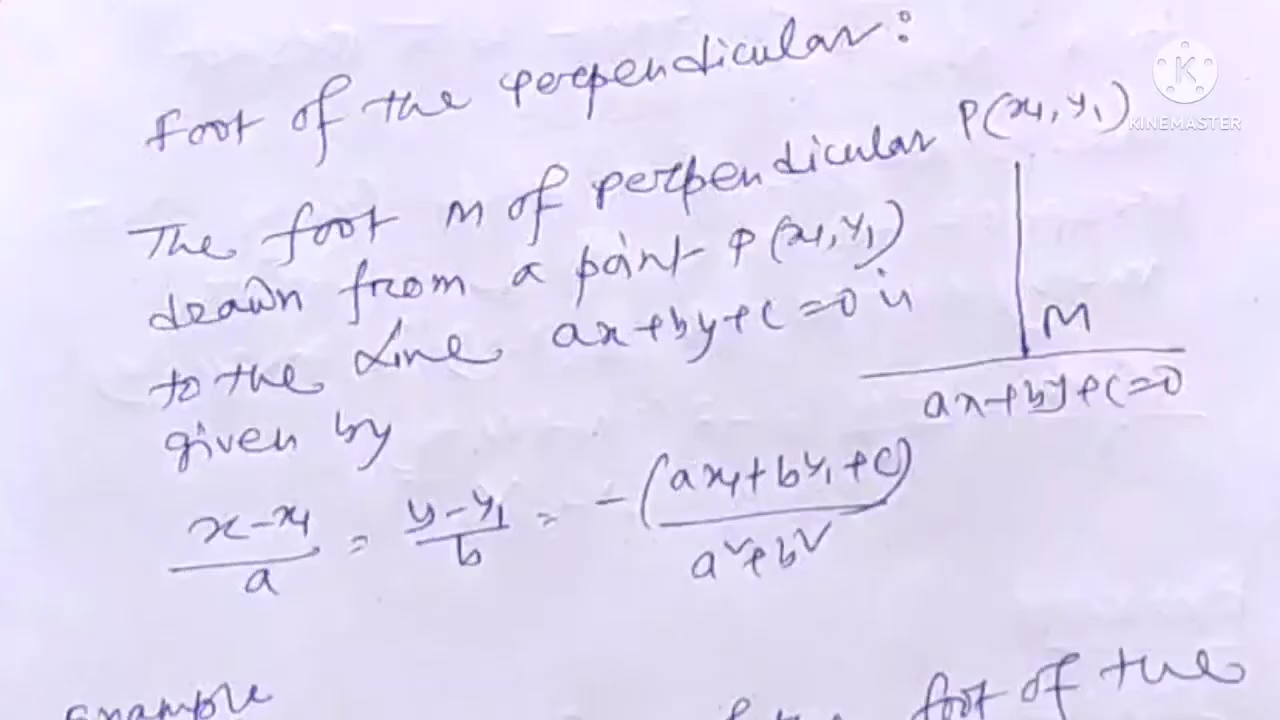 Foot of the perpendicular:
The foot M of perpendicular
drawn from a point P(x₁, y₁)
to the Line ax+by+c=0 is
given by
(x-x₁)/a = (y-y₁)/b = -(ax₁+by₁+c)/(a²+b²)
P(x₁, y₁)
M
ax+by+c=0
Example
foot of the
K
KINEMASTER